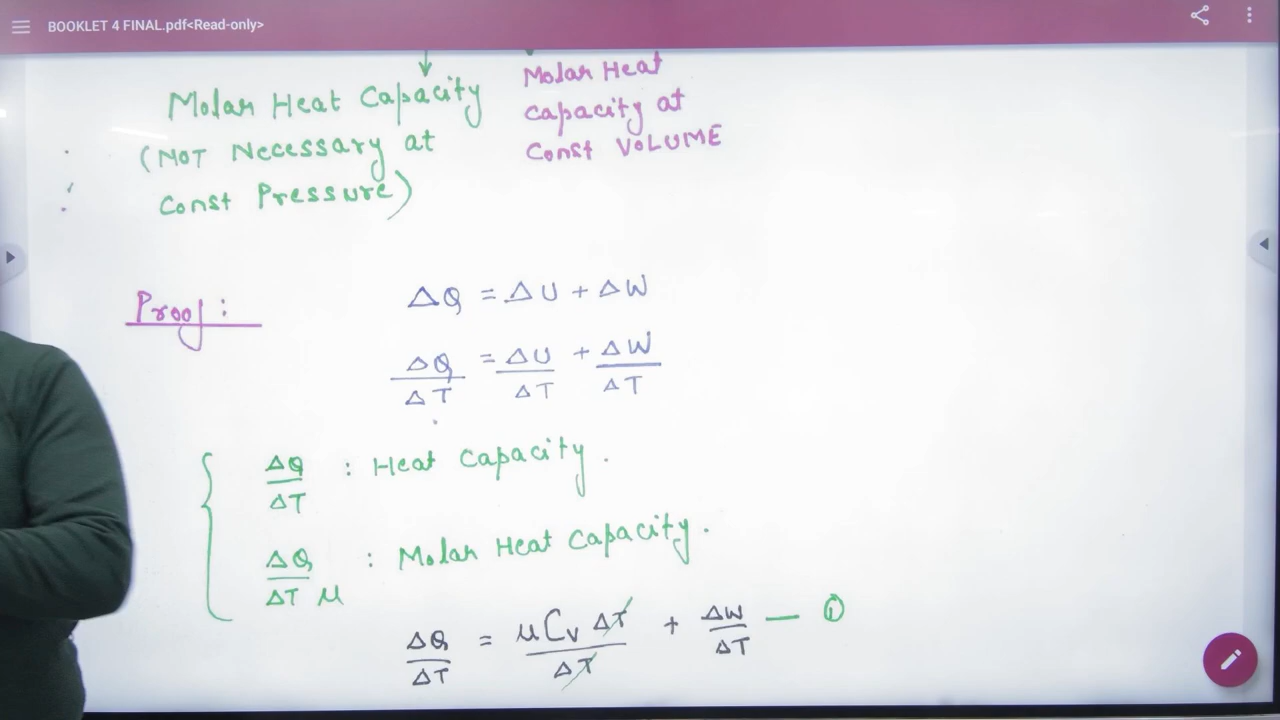 BOOKLET 4 FINAL.pdf<Read-only>
Molar Heat Capacity
(NOT Necessary at
Const Pressure)
Molar Heat
Capacity at
Const VOLUME
Proof :
ΔQ = ΔU + ΔW
ΔQ/ΔT = ΔU/ΔT + ΔW/ΔT
ΔQ/ΔT : Heat Capacity.
ΔQ/ΔT μ : Molar Heat Capacity.
ΔQ/ΔT = μCv ΔT/ΔT + ΔW/ΔT — ①